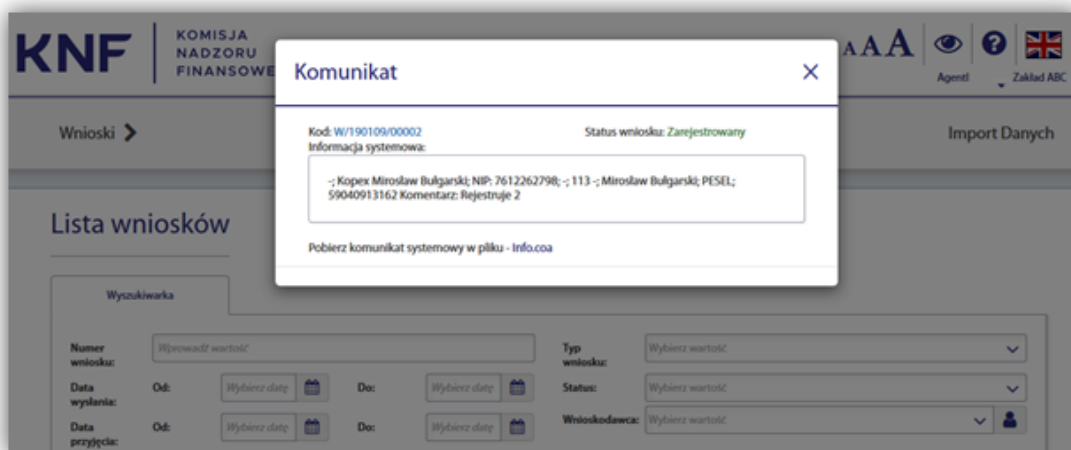 KNF
KOMISJA
NADZORU
FINANSOWE
A A A
Agenti
Zakład ABC
Komunikat
Wnioski
Import Danych
Kod: W/190109/00002
Status wniosku: Zarejestrowany
Informacja systemowa:
-; Kopex Mirosław Bułgarski; NIP: 7612262798; -; 113 -; Mirosław Bułgarski; PESEL;
59040913162 Komentarz: Rejestruje 2
Pobierz komunikat systemowy w pliku - Info.coa
Lista wniosków
Wyszukiwarka
Numer wniosku:
Wprowadź wartość
Typ wniosku:
Wybierz wartość
Data wysłania:
Od:
Wybierz datę
Do:
Wybierz datę
Status:
Wybierz wartość
Data przyjęcia:
Od:
Wybierz datę
Do:
Wybierz datę
Wnioskodawca:
Wybierz wartość